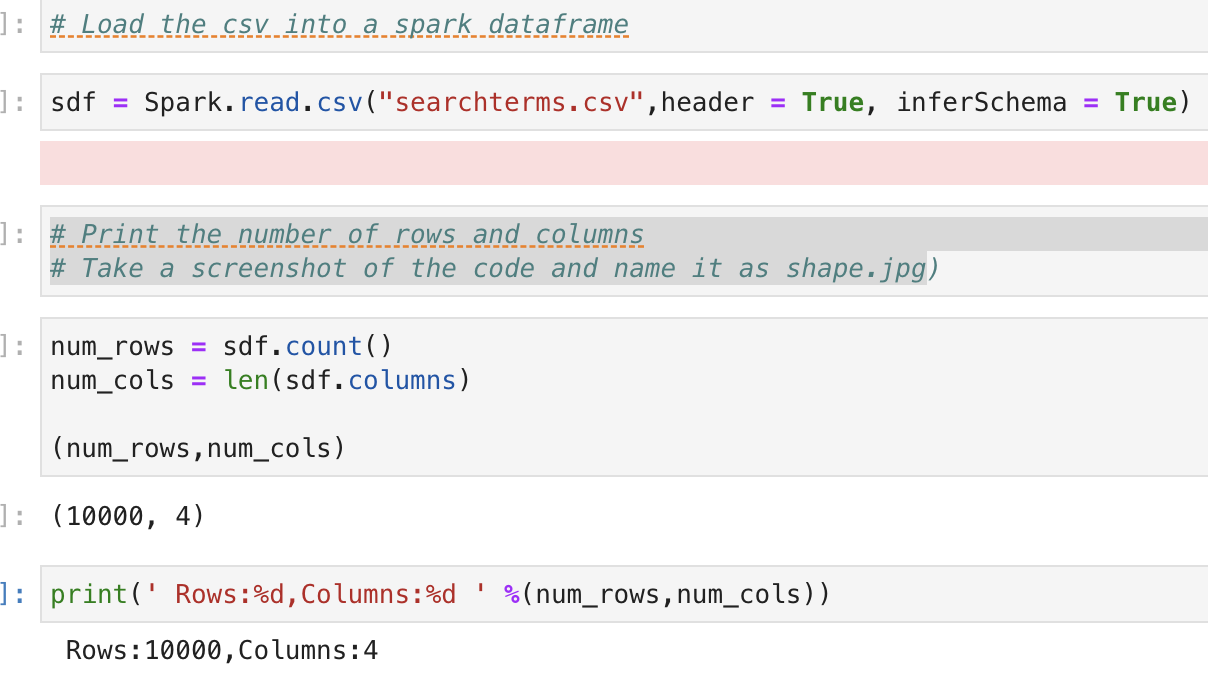 ]: # Load the csv into a spark dataframe
]: sdf = Spark.read.csv("searchterms.csv",header = True, inferSchema = True)
]: # Print the number of rows and columns
# Take a screenshot of the code and name it as shape.jpg)
]: num_rows = sdf.count()
num_cols = len(sdf.columns)
(num_rows,num_cols)
]: (10000, 4)
]: print(' Rows:%d,Columns:%d ' %(num_rows,num_cols))
Rows:10000,Columns:4